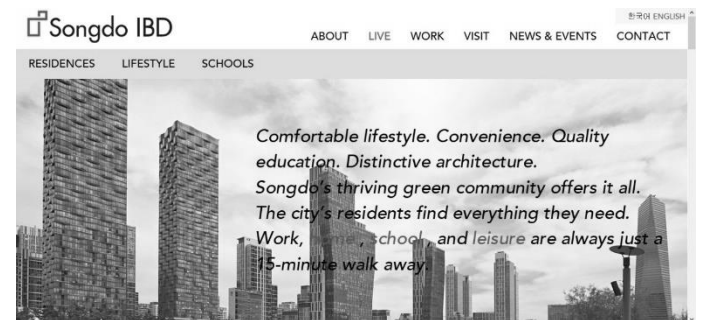 한국어 ENGLISH
Songdo IBD
ABOUT LIVE WORK VISIT NEWS & EVENTS CONTACT
RESIDENCES LIFESTYLE SCHOOLS
Comfortable lifestyle. Convenience. Quality
education. Distinctive architecture.
Songdo's thriving green community offers it all.
The city's residents find everything they need.
Work, home, school, and leisure are always just a
15-minute walk away.